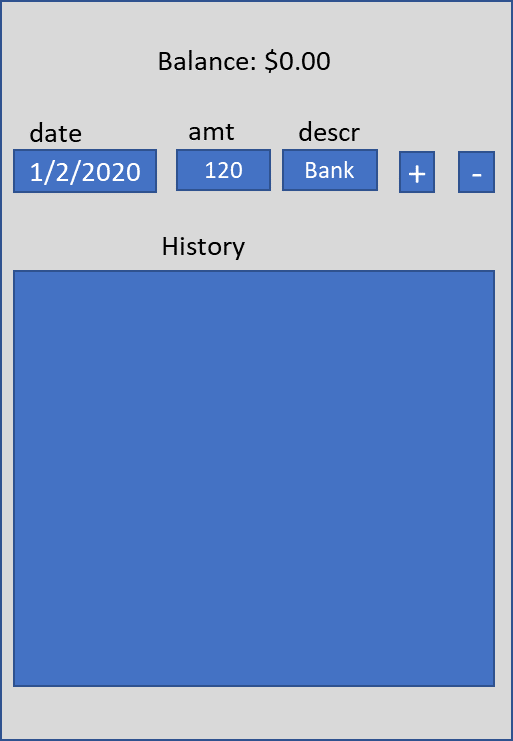 Balance: $0.00
date amt descr
1/2/2020 120 Bank + -
History